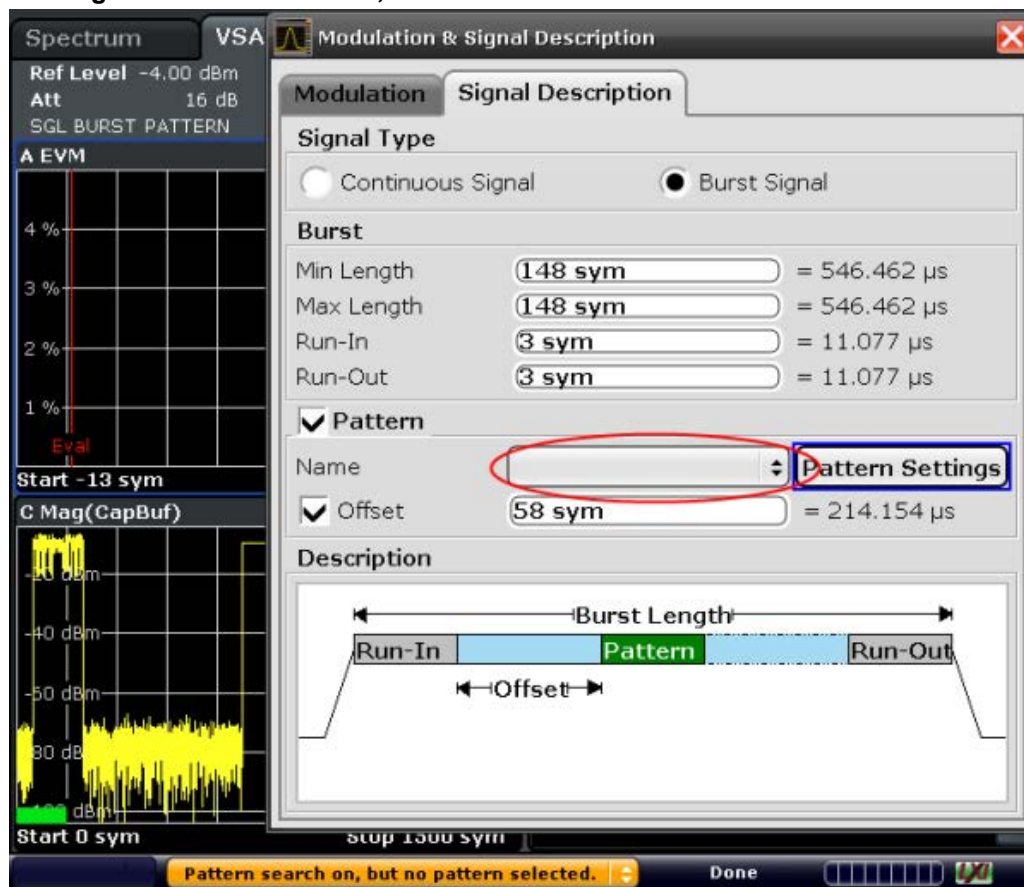 Spectrum
VSA
Modulation & Signal Description
Ref Level -4.00 dBm
Att 16 dB
SGL BURST PATTERN
A EVM
4 %
3 %
2 %
1 %
Eval
Start -13 sym
C Mag(CapBuf)
-40 dBm
Start 0 sym
Stop 1500 sym
Modulation
Signal Description
Signal Type
Continuous Signal
Burst Signal
Burst
Min Length 148 sym = 546.462 µs
Max Length 148 sym = 546.462 µs
Run-In 3 sym = 11.077 µs
Run-Out 3 sym = 11.077 µs
Pattern
Name
Pattern Settings
Offset 58 sym = 214.154 µs
Description
Burst Length
Run-In
Pattern
Run-Out
Offset
Pattern search on, but no pattern selected.
Done
LXI